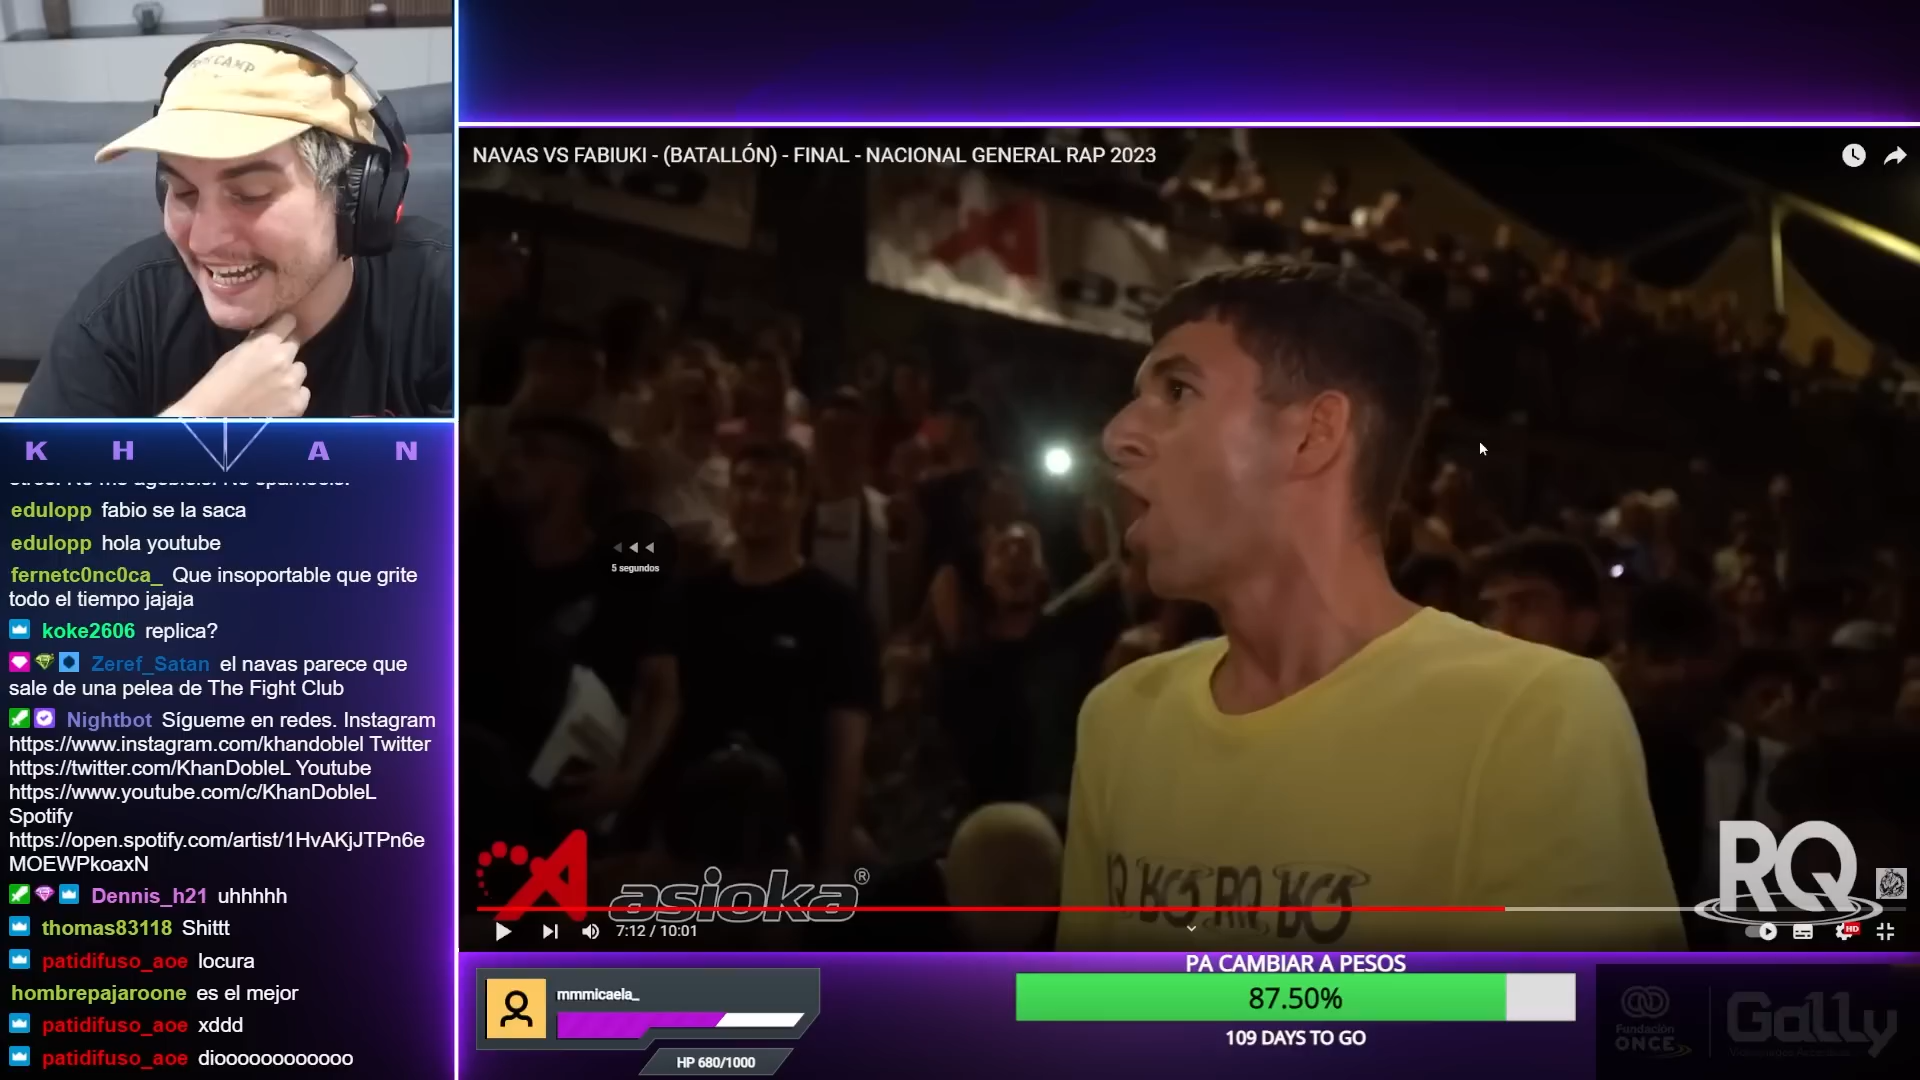 CAMP
K H A N
edulopp fabio se la saca
edulopp hola youtube
fernetc0nc0ca_ Que insoportable que grite
todo el tiempo jajaja
koke2606 replica?
Zeref_Satan el navas parece que
sale de una pelea de The Fight Club
Nightbot Sígueme en redes. Instagram
https://www.instagram.com/khandoblel Twitter
https://twitter.com/KhanDobleL Youtube
https://www.youtube.com/c/KhanDobleL
Spotify
https://open.spotify.com/artist/1HvAKjJTPn6e
MOEWPkoaxN
Dennis_h21 uhhhhh
thomas83118 Shittt
patidifuso_aoe locura
hombrepajaroone es el mejor
patidifuso_aoe xddd
patidifuso_aoe diooooooooooo
NAVAS VS FABIUKI - (BATALLÓN) - FINAL - NACIONAL GENERAL RAP 2023
5 segundos
asioka®
RQ
7:12 / 10:01
HD
mmmicaela_
HP 680/1000
PA CAMBIAR A PESOS
87.50%
109 DAYS TO GO
Fundación
ONCE
Gally